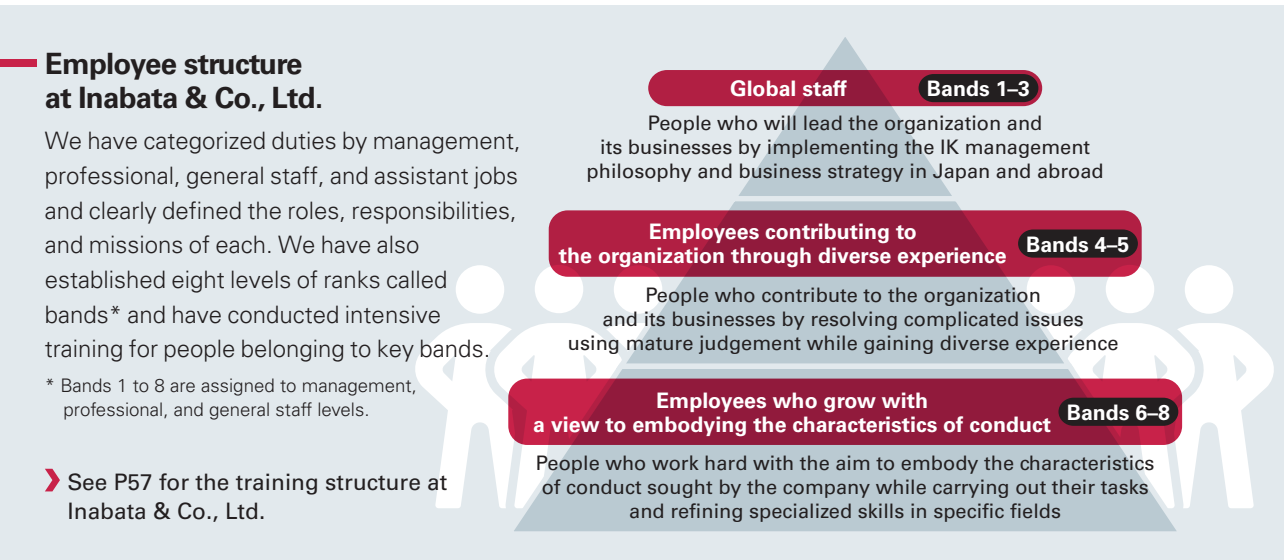 Employee structure
at Inabata & Co., Ltd.
We have categorized duties by management,
professional, general staff, and assistant jobs
and clearly defined the roles, responsibilities,
and missions of each. We have also
established eight levels of ranks called
bands* and have conducted intensive
training for people belonging to key bands.
* Bands 1 to 8 are assigned to management,
professional, and general staff levels.
See P57 for the training structure at
Inabata & Co., Ltd.
Global staff Bands 1–3
People who will lead the organization and
its businesses by implementing the IK management
philosophy and business strategy in Japan and abroad
Employees contributing to
the organization through diverse experience Bands 4–5
People who contribute to the organization
and its businesses by resolving complicated issues
using mature judgement while gaining diverse experience
Employees who grow with
a view to embodying the characteristics of conduct Bands 6–8
People who work hard with the aim to embody the characteristics
of conduct sought by the company while carrying out their tasks
and refining specialized skills in specific fields